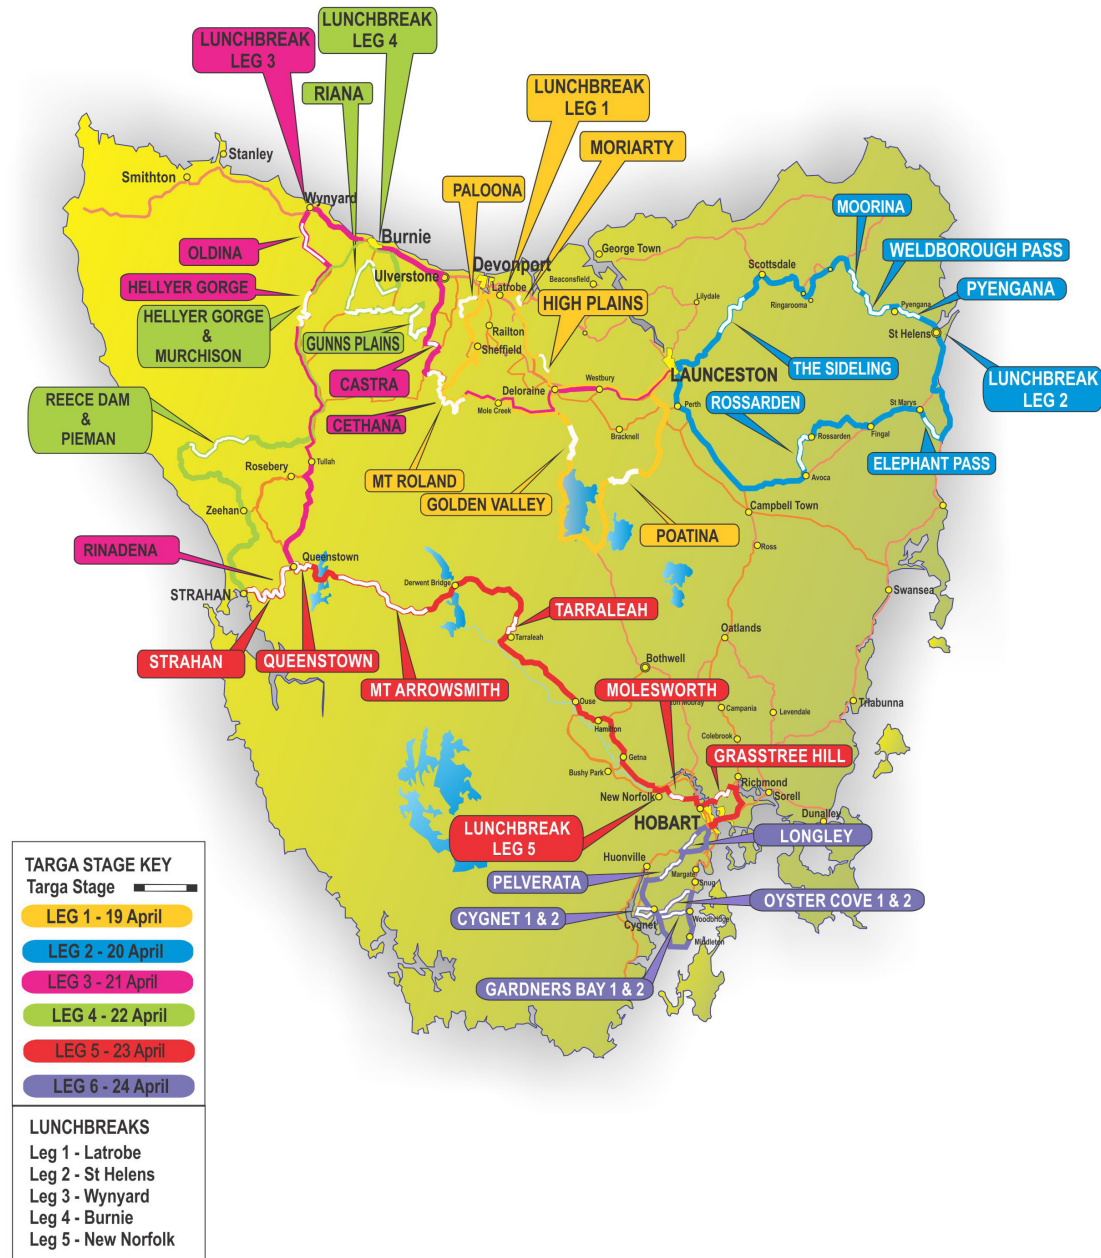 LUNCHBREAK
LEG 4
LUNCHBREAK
LEG 3
RIANA
LUNCHBREAK
LEG 1
MORIARTY
Stanley
Smithton
PALOONA
Wynyard
MOORINA
Burnie
OLDINA
WELDBOROUGH PASS
George Town
Scottsdale
Devonport
Ulverstone
Beaconsfield
HELLYER GORGE
Latrobe
Ringarooma
PYENGANA
Pyengana
Lilydale
HIGH PLAINS
HELLYER GORGE
&
MURCHISON
Railton
St Helens
GUNNS PLAINS
Sheffield
THE SIDELING
LAUNCESTON
LUNCHBREAK
LEG 2
CASTRA
Westbury
Deloraine
REECE DAM
&
PIEMAN
ROSSARDEN
St Marys
Perth
Mole Creek
CETHANA
Bracknell
Rossarden
Fingal
Tullah
Rosebery
ELEPHANT PASS
MT ROLAND
Avoca
GOLDEN VALLEY
Zeehan
Campbell Town
POATINA
RINADENA
Ross
Queenstown
Derwent Bridge
STRAHAN
Swansea
TARRALEAH
Tarraleah
Oatlands
STRAHAN
QUEENSTOWN
Bothwell
MT ARROWSMITH
MOLESWORTH
Ouse
on Mowbray
Campania
Levendale
Triabunna
Hamilton
Colebrook
Getna
GRASSTREE HILL
Bushy Park
Richmond
New Norfolk
Sorell
HOBART
Dunalley
LUNCHBREAK
LEG 5
LONGLEY
Huonville
Margate
PELVERATA
Snug
OYSTER COVE 1 & 2
CYGNET 1 & 2
Cygnet
Woodbridge
Middleton
GARDNERS BAY 1 & 2
TARGA STAGE KEY
Targa Stage
LEG 1 - 19 April
LEG 2 - 20 April
LEG 3 - 21 April
LEG 4 - 22 April
LEG 5 - 23 April
LEG 6 - 24 April
LUNCHBREAKS
Leg 1 - Latrobe
Leg 2 - St Helens
Leg 3 - Wynyard
Leg 4 - Burnie
Leg 5 - New Norfolk